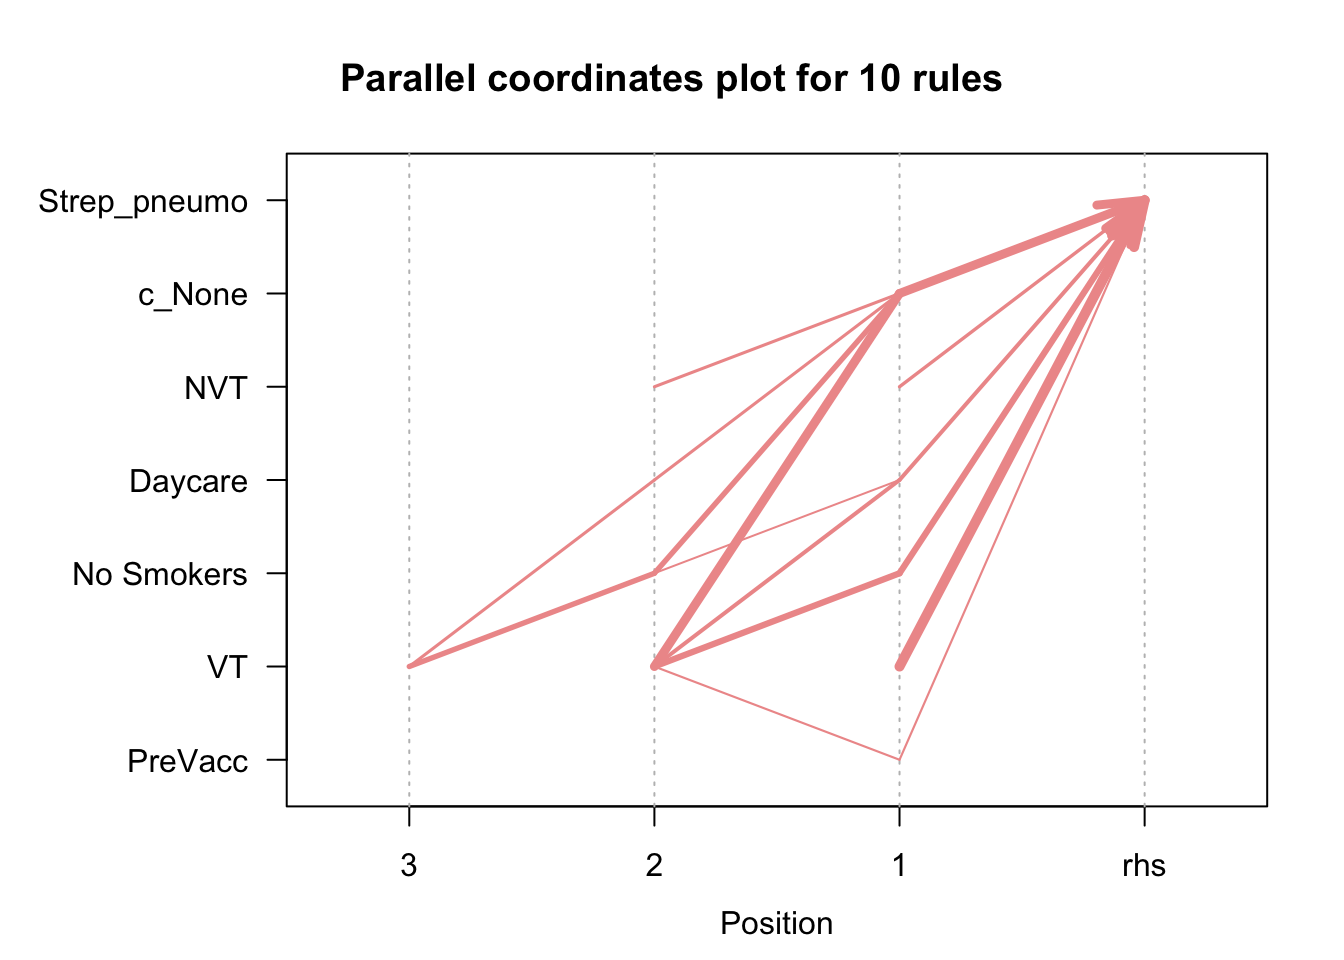 Parallel coordinates plot for 10 rules
Strep_pneumo
c_None
NVT
Daycare
No Smokers
VT
PreVacc
3 2 1 rhs
Position